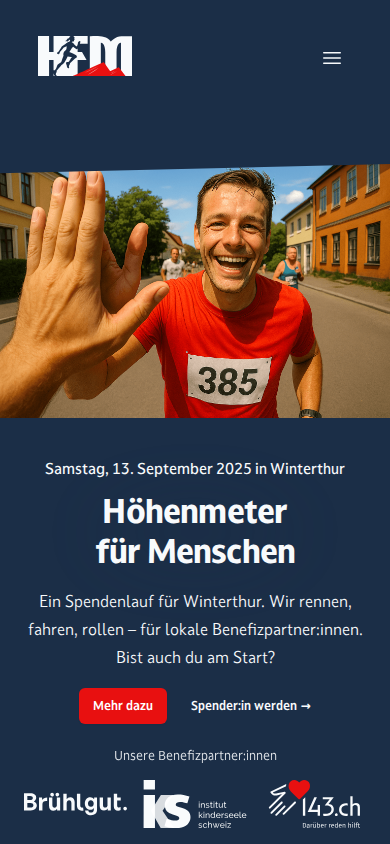 HFM
385
Samstag, 13. September 2025 in Winterthur
Höhenmeter
für Menschen
Ein Spendenlauf für Winterthur. Wir rennen,
fahren, rollen – für lokale Benefizpartner:innen.
Bist auch du am Start?
Mehr dazu
Spender:in werden →
Unsere Benefizpartner:innen
Brühlgut.
iks
institut
kinderseele
schweiz
143.ch
Darüber reden hilft